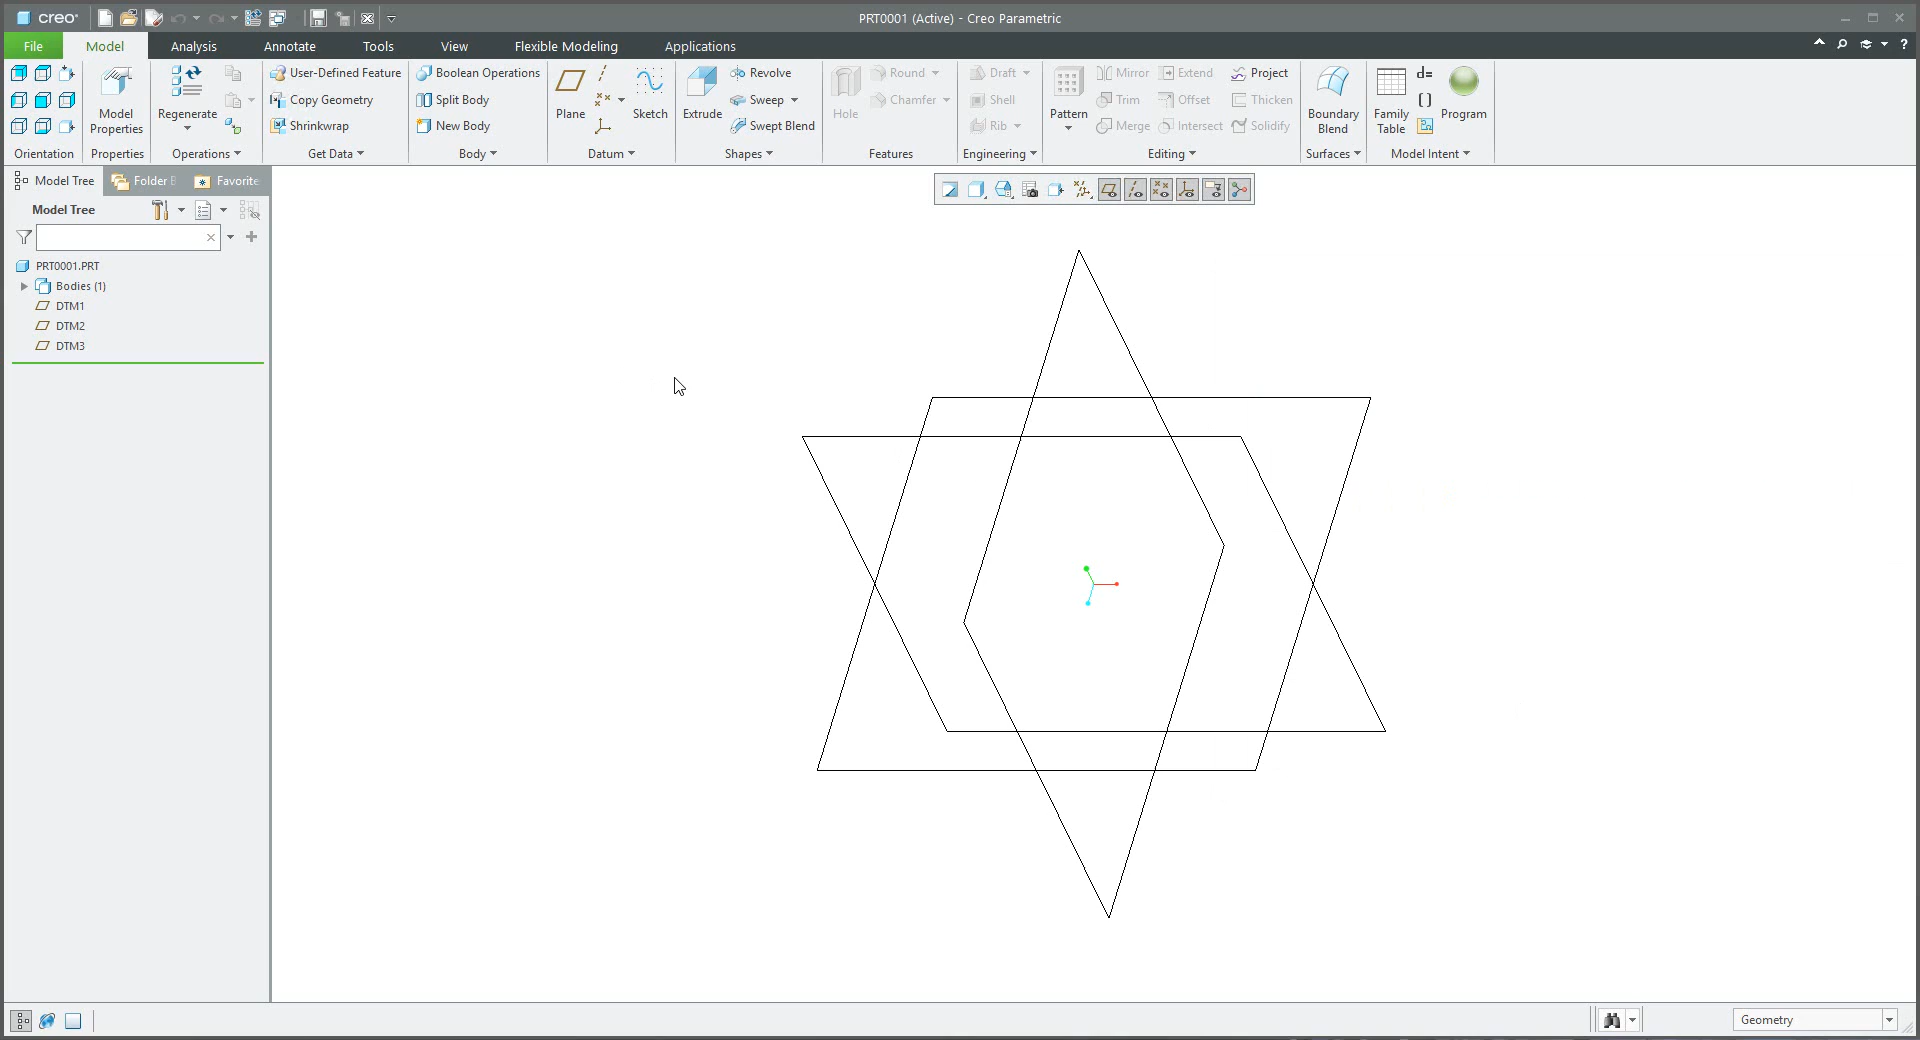 creo
PRT0001 (Active) - Creo Parametric
File Model Analysis Annotate Tools View Flexible Modeling Applications
Model Properties
Regenerate
User-Defined Feature
Copy Geometry
Shrinkwrap
Boolean Operations
Split Body
New Body
Plane
Sketch
Extrude
Revolve
Sweep
Swept Blend
Hole
Round
Chamfer
Draft
Shell
Rib
Pattern
Mirror Extend Project
Trim Offset Thicken
Merge Intersect Solidify
Boundary Blend
Family Table
d=
Program
Orientation Properties Operations Get Data Body Datum Shapes Features Engineering Editing Surfaces Model Intent
Model Tree Folder B Favorite
Model Tree
PRT0001.PRT
Bodies (1)
DTM1
DTM2
DTM3
Geometry